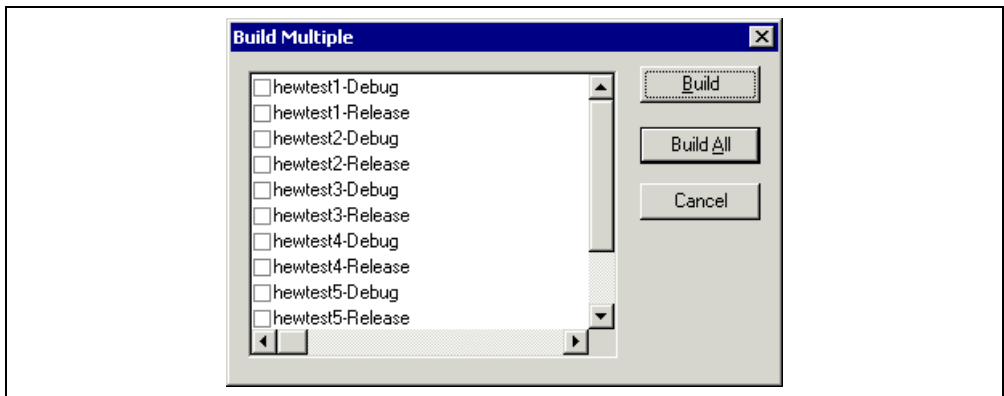 Build Multiple
hewtest1-Debug
hewtest1-Release
hewtest2-Debug
hewtest2-Release
hewtest3-Debug
hewtest3-Release
hewtest4-Debug
hewtest4-Release
hewtest5-Debug
hewtest5-Release
Build
Build All
Cancel